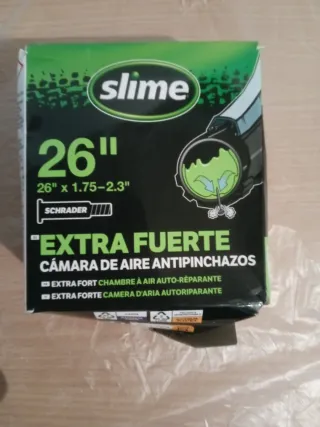 slime
26"
26" x 1.75-2.3"
SCHRADER
EXTRA FUERTE
CÁMARA DE AIRE ANTIPINCHAZOS
EXTRA FORT CHAMBRE À AIR AUTO-RÉPARANTE
EXTRA FORTE CAMERA D'ARIA AUTORIPARANTE